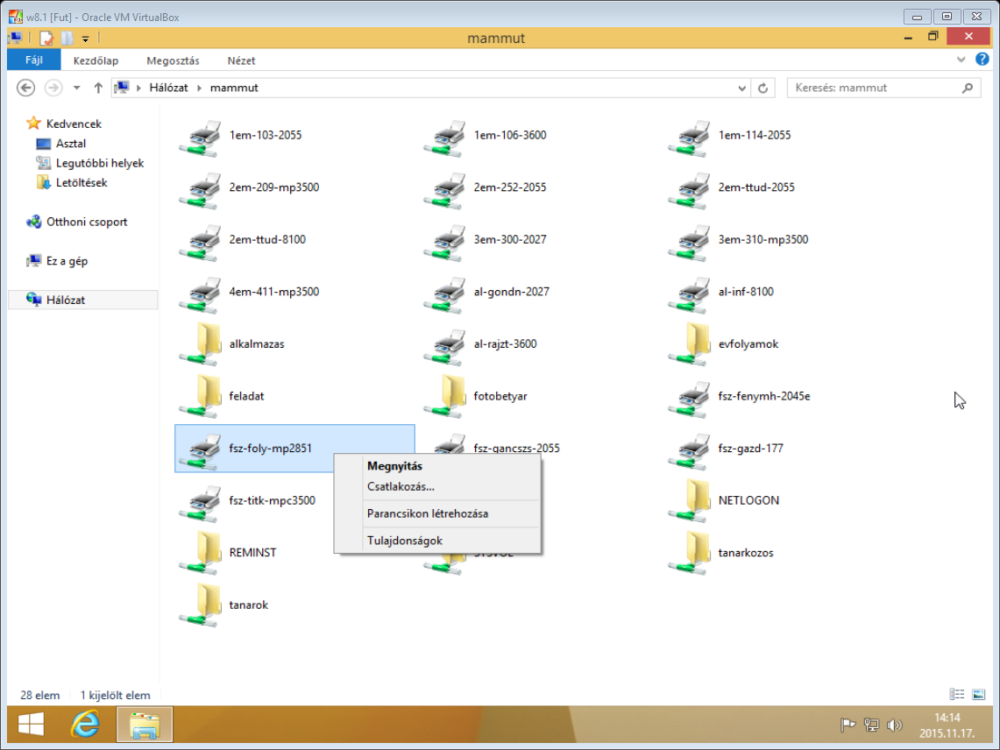 w8.1 [Fut] - Oracle VM VirtualBox
mammut
Fájl Kezdőlap Megosztás Nézet
Hálózat mammut Keresés: mammut
Kedvencek
Asztal
Legutóbbi helyek
Letöltések
Otthoni csoport
Ez a gép
Hálózat
1em-103-2055 1em-106-3600 1em-114-2055
2em-209-mp3500 2em-252-2055 2em-ttud-2055
2em-ttud-8100 3em-300-2027 3em-310-mp3500
4em-411-mp3500 al-gondn-2027 al-inf-8100
alkalmazas al-rajzt-3600 evfolyamok
feladat fotobetyar fsz-fenymh-2045e
fsz-foly-mp2851 fsz-gancszs-2055 fsz-gazd-177
fsz-titk-mpc3500 NETLOGON
REMINST SYSVOL tanarkozos
tanarok
Megnyitás
Csatlakozás...
Parancsikon létrehozása
Tulajdonságok
28 elem 1 kijelölt elem
14:14
2015.11.17.